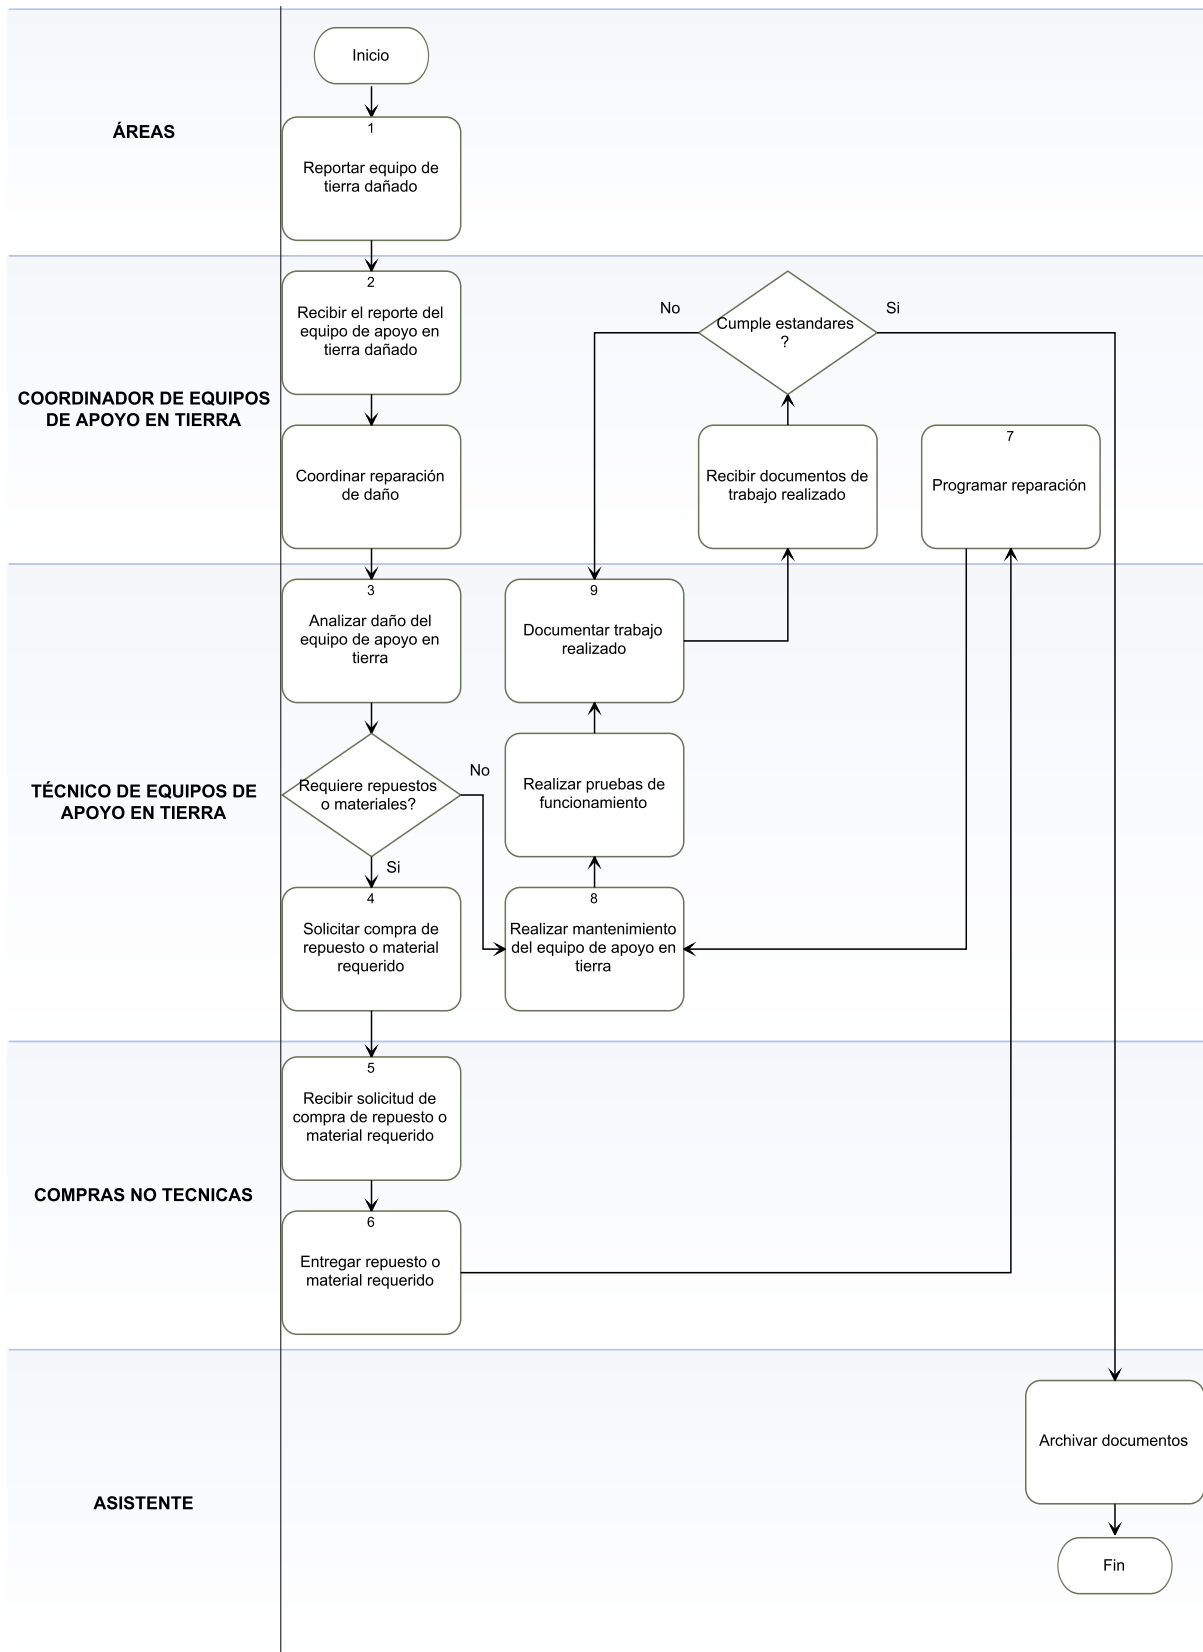 ÁREAS
Inicio
1
Reportar equipo de
tierra dañado
COORDINADOR DE EQUIPOS
DE APOYO EN TIERRA
2
Recibir el reporte del
equipo de apoyo en
tierra dañado
Coordinar reparación
de daño
No
Cumple estandares
?
Si
Recibir documentos de
trabajo realizado
7
Programar reparación
TÉCNICO DE EQUIPOS DE
APOYO EN TIERRA
3
Analizar daño del
equipo de apoyo en
tierra
Requiere repuestos
o materiales?
No
Si
4
Solicitar compra de
repuesto o material
requerido
9
Documentar trabajo
realizado
Realizar pruebas de
funcionamiento
8
Realizar mantenimiento
del equipo de apoyo en
tierra
COMPRAS NO TECNICAS
5
Recibir solicitud de
compra de repuesto o
material requerido
6
Entregar repuesto o
material requerido
ASISTENTE
Archivar documentos
Fin